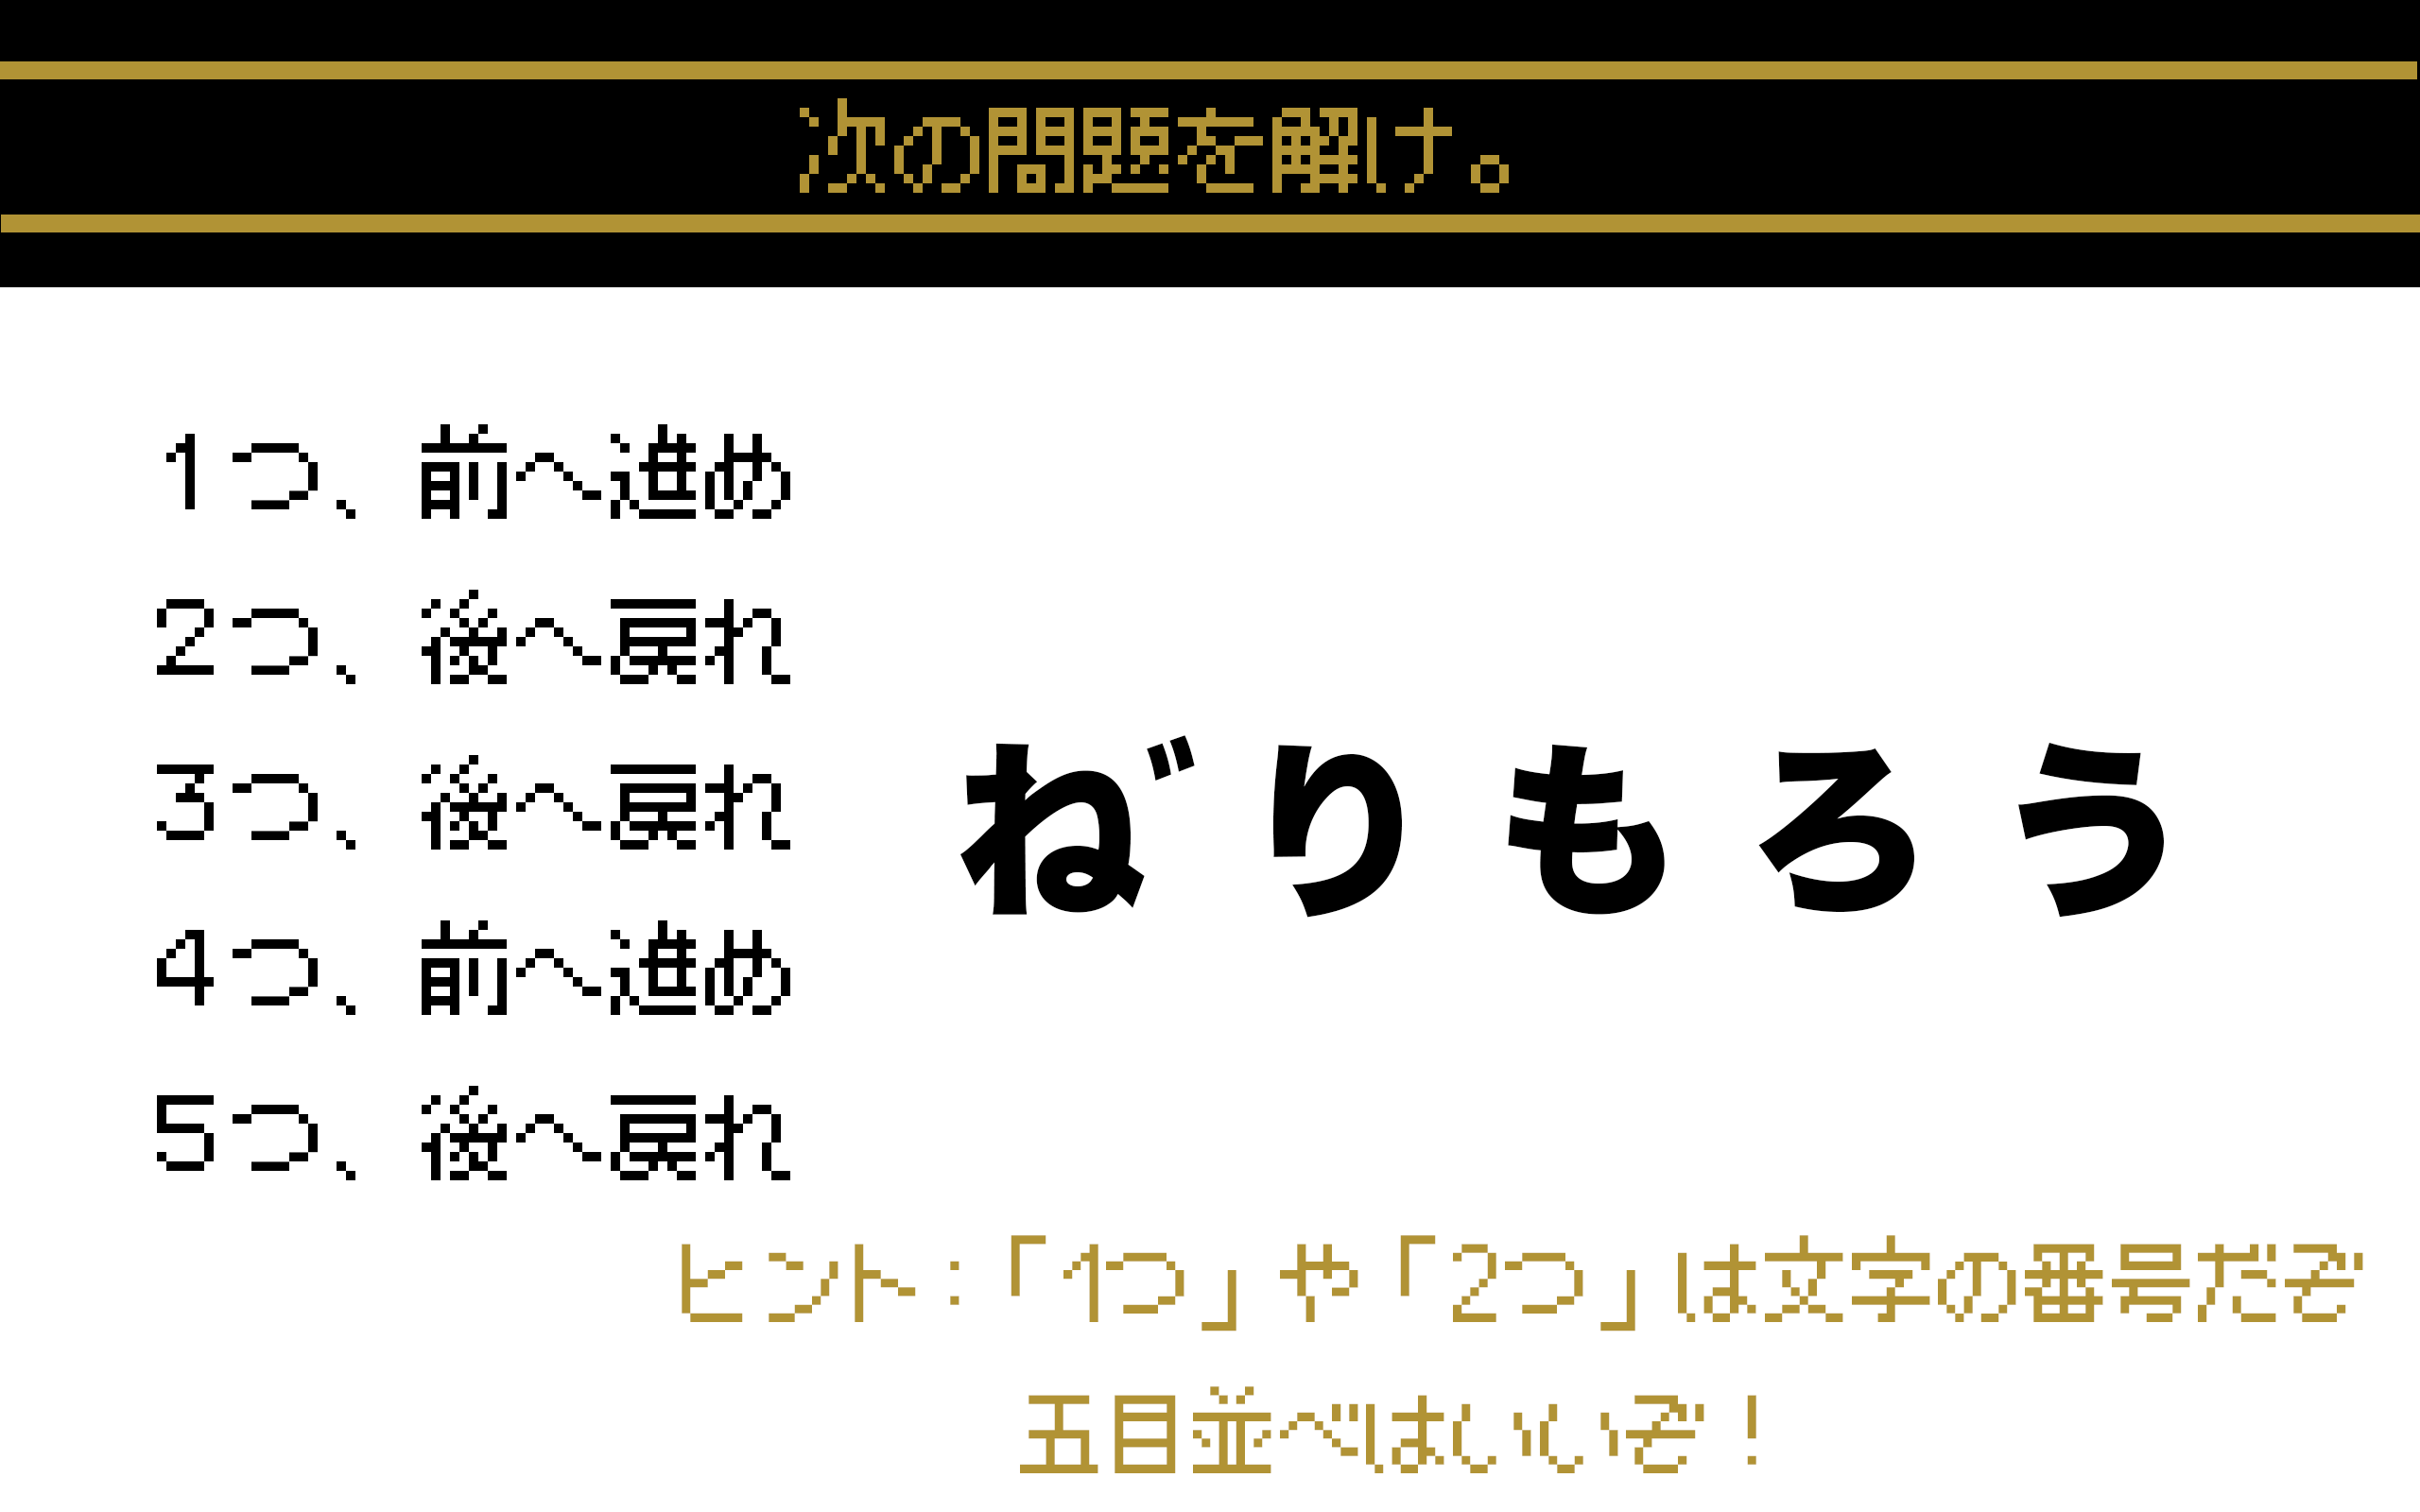 次の問題を解け。
1つ、前へ進め
2つ、後へ戻れ
3つ、後へ戻れ
4つ、前へ進め
5つ、後へ戻れ
ね゛りもろう
ヒント：「1つ」や「2つ」は文字の番号だぞ
五目並べはいいぞ！